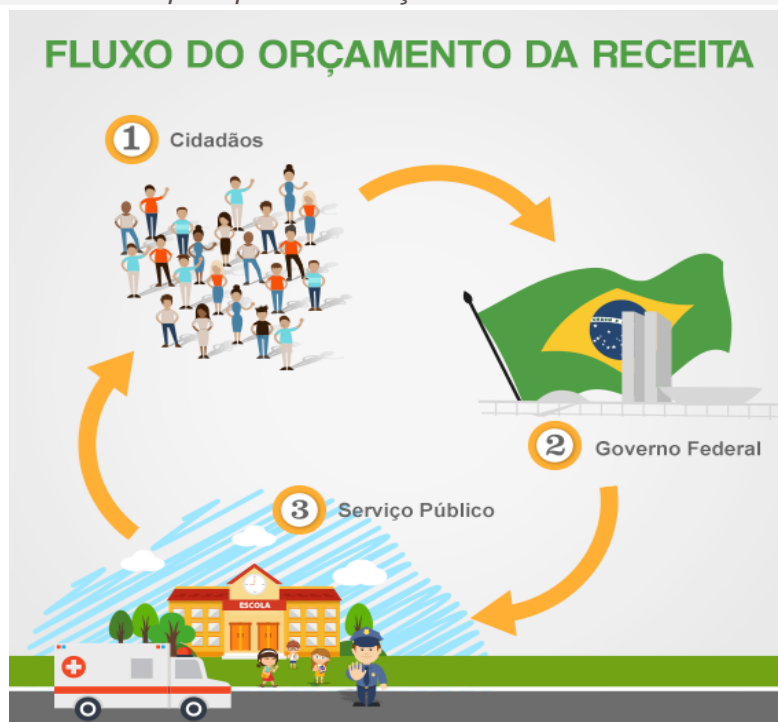 FLUXO DO ORÇAMENTO DA RECEITA
1 Cidadãos
2 Governo Federal
3 Serviço Público
ESCOLA